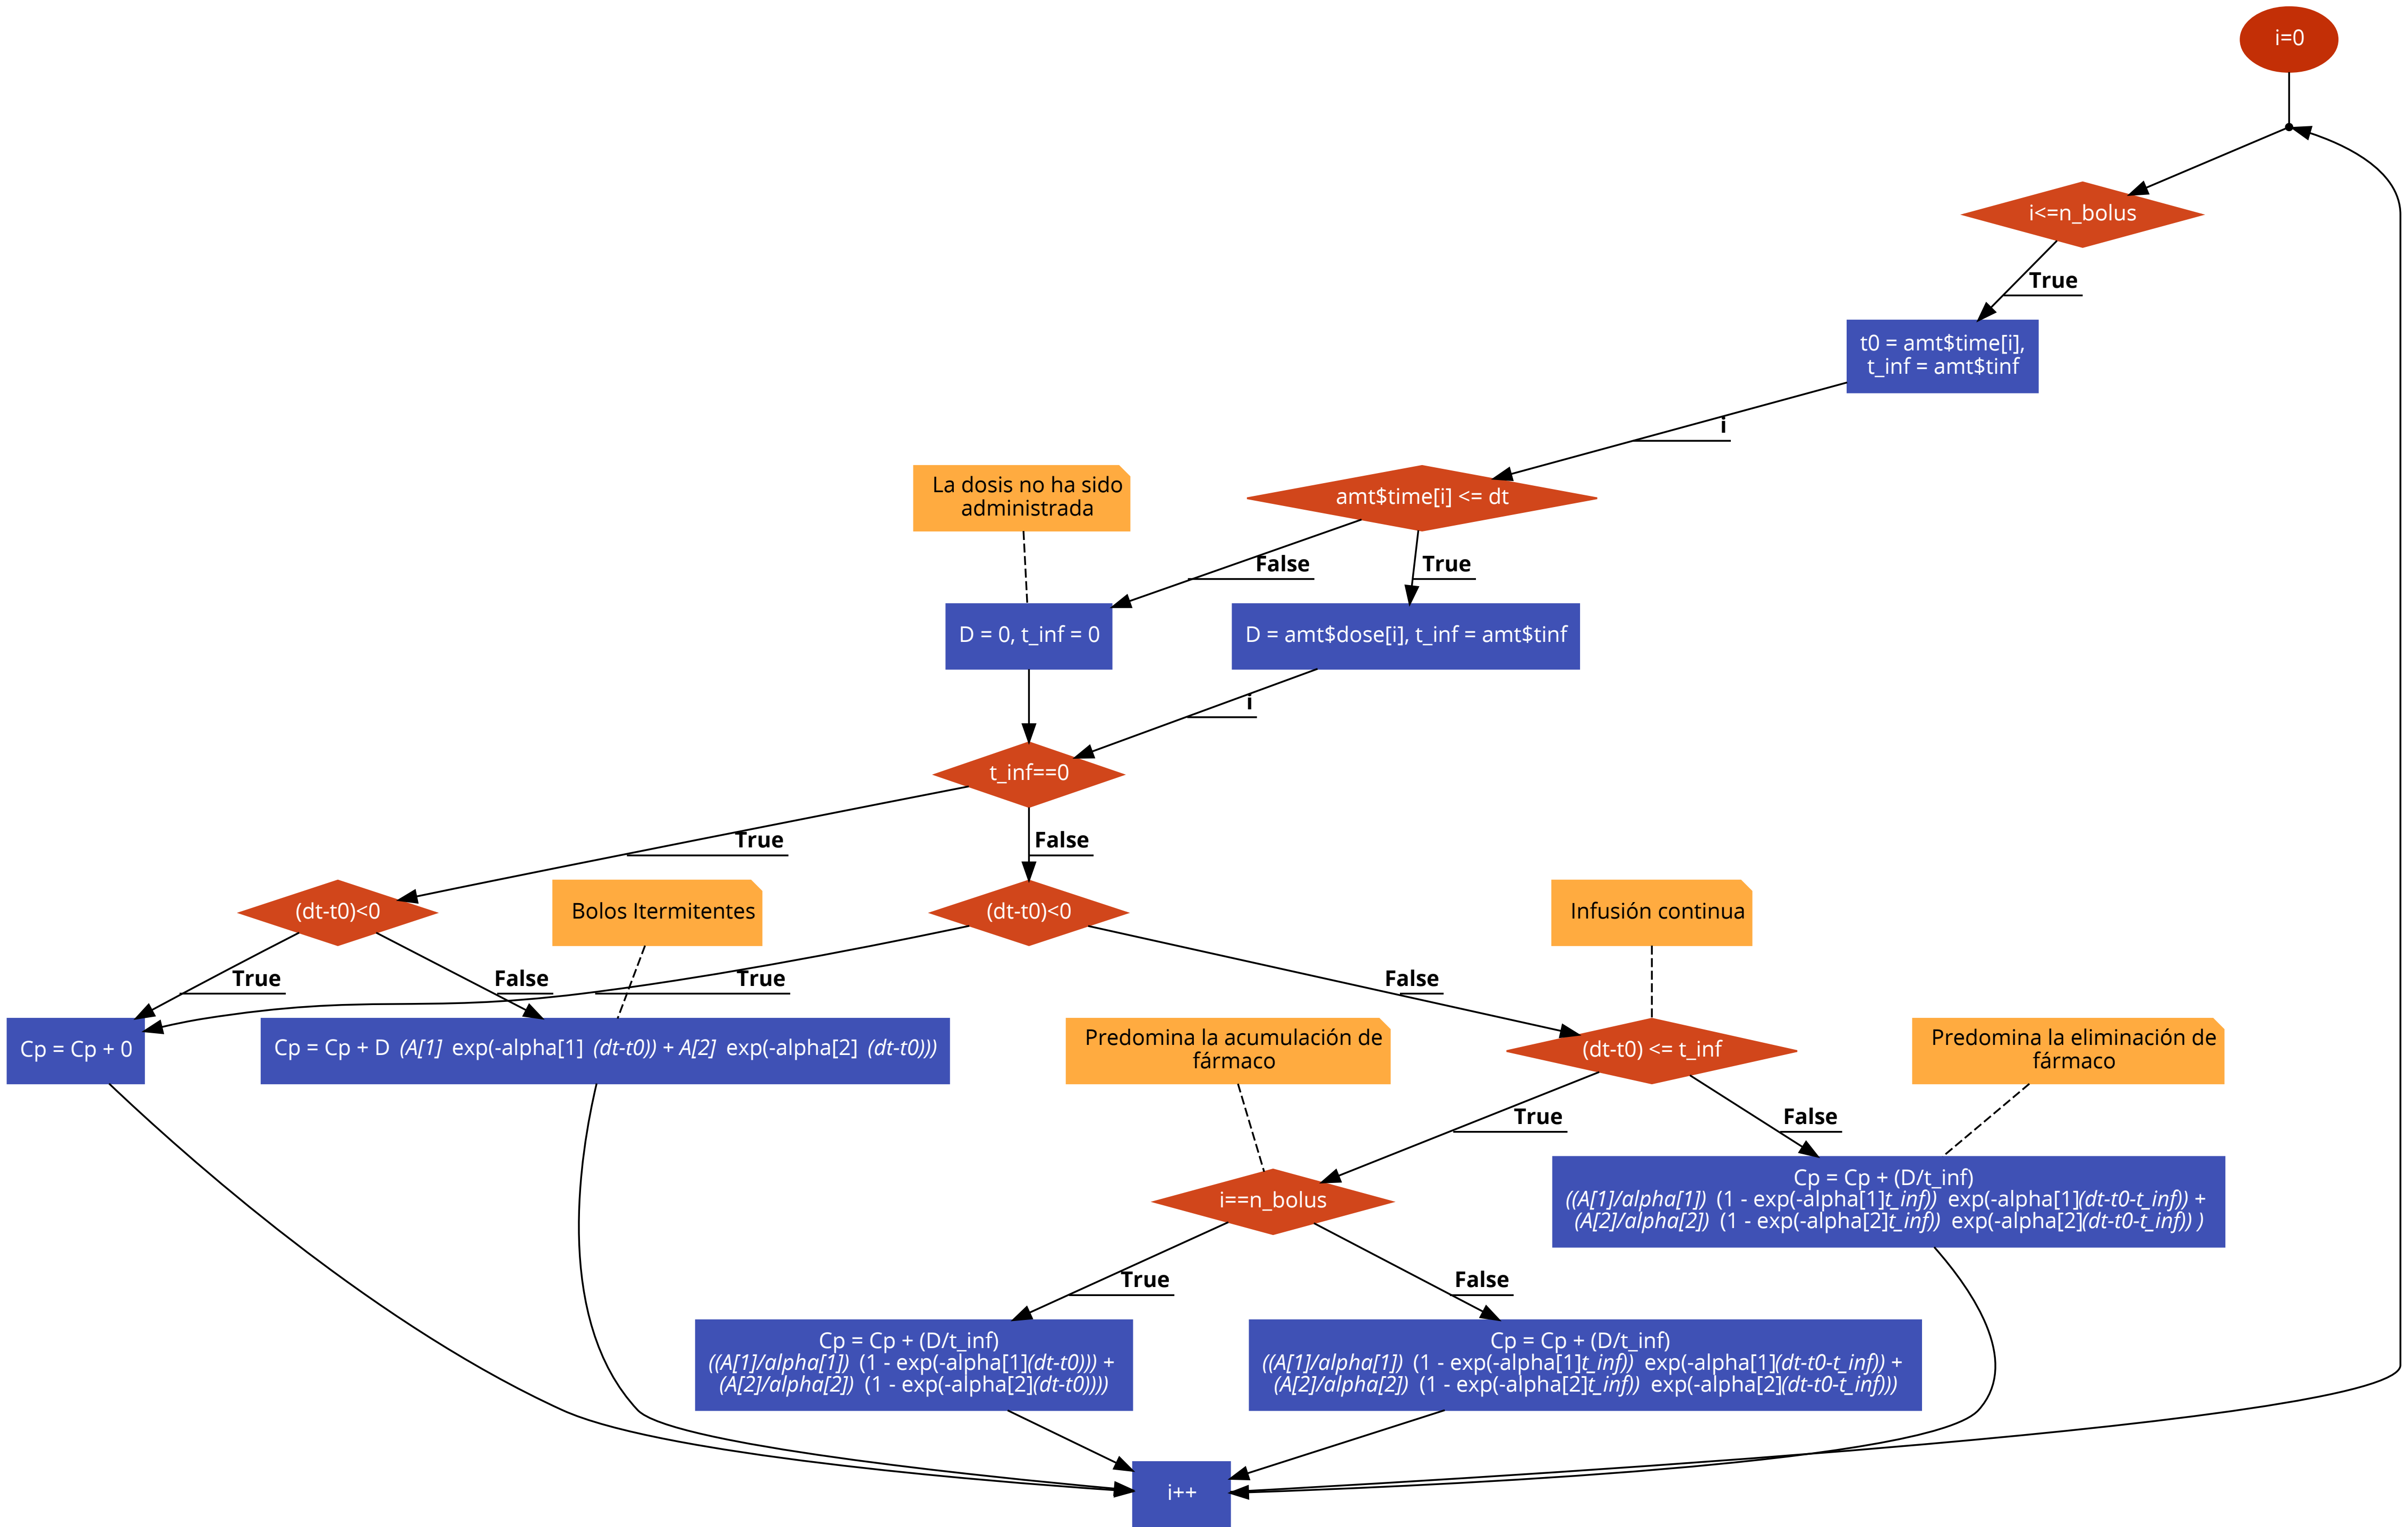 i=0
i<=n_bolus
True
t0 = amt$time[i],
t_inf = amt$tinf
i
La dosis no ha sido
administrada
amt$time[i] <= dt
False
True
D = 0, t_inf = 0
D = amt$dose[i], t_inf = amt$tinf
i
t_inf==0
True
False
(dt-t0)<0
Bolos Itermitentes
(dt-t0)<0
Infusión continua
True
False
True
False
Cp = Cp + 0
Cp = Cp + D (A[1] exp(-alpha[1] (dt-t0)) + A[2] exp(-alpha[2] (dt-t0)))
Predomina la acumulación de
fármaco
(dt-t0) <= t_inf
Predomina la eliminación de
fármaco
True
False
i==n_bolus
Cp = Cp + (D/t_inf)
((A[1]/alpha[1]) (1 - exp(-alpha[1]t_inf)) exp(-alpha[1](dt-t0-t_inf)) +
(A[2]/alpha[2]) (1 - exp(-alpha[2]t_inf)) exp(-alpha[2](dt-t0-t_inf)) )
True
False
Cp = Cp + (D/t_inf)
((A[1]/alpha[1]) (1 - exp(-alpha[1](dt-t0))) +
(A[2]/alpha[2]) (1 - exp(-alpha[2](dt-t0))))
Cp = Cp + (D/t_inf)
((A[1]/alpha[1]) (1 - exp(-alpha[1]t_inf)) exp(-alpha[1](dt-t0-t_inf)) +
(A[2]/alpha[2]) (1 - exp(-alpha[2]t_inf)) exp(-alpha[2](dt-t0-t_inf)))
i++